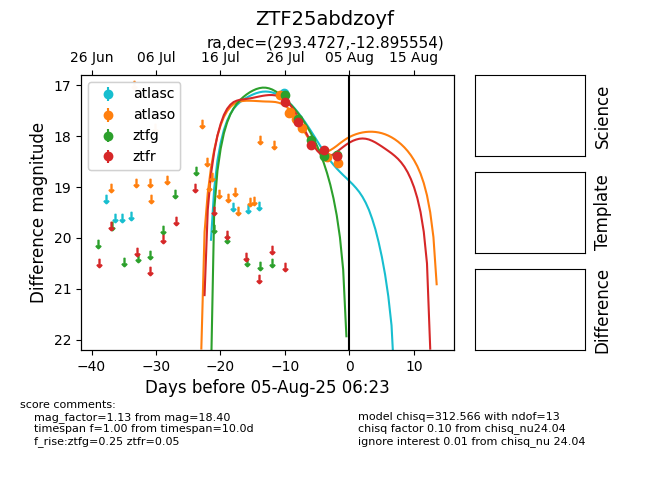 ZTF25abdzoyf
ra,dec=(293.4727,-12.895554)
26 Jun 06 Jul 16 Jul 26 Jul 05 Aug 15 Aug
17
18
19
20
21
22
Difference magnitude
atlasc
atlaso
ztfg
ztfr
−40 −30 −20 −10 0 10
Days before 05-Aug-25 06:23
Science
Template
Difference
score comments:
mag_factor=1.13 from mag=18.40
timespan f=1.00 from timespan=10.0d
f_rise:ztfg=0.25 ztfr=0.05
model chisq=312.566 with ndof=13
chisq factor 0.10 from chisq_nu24.04
ignore interest 0.01 from chisq_nu 24.04